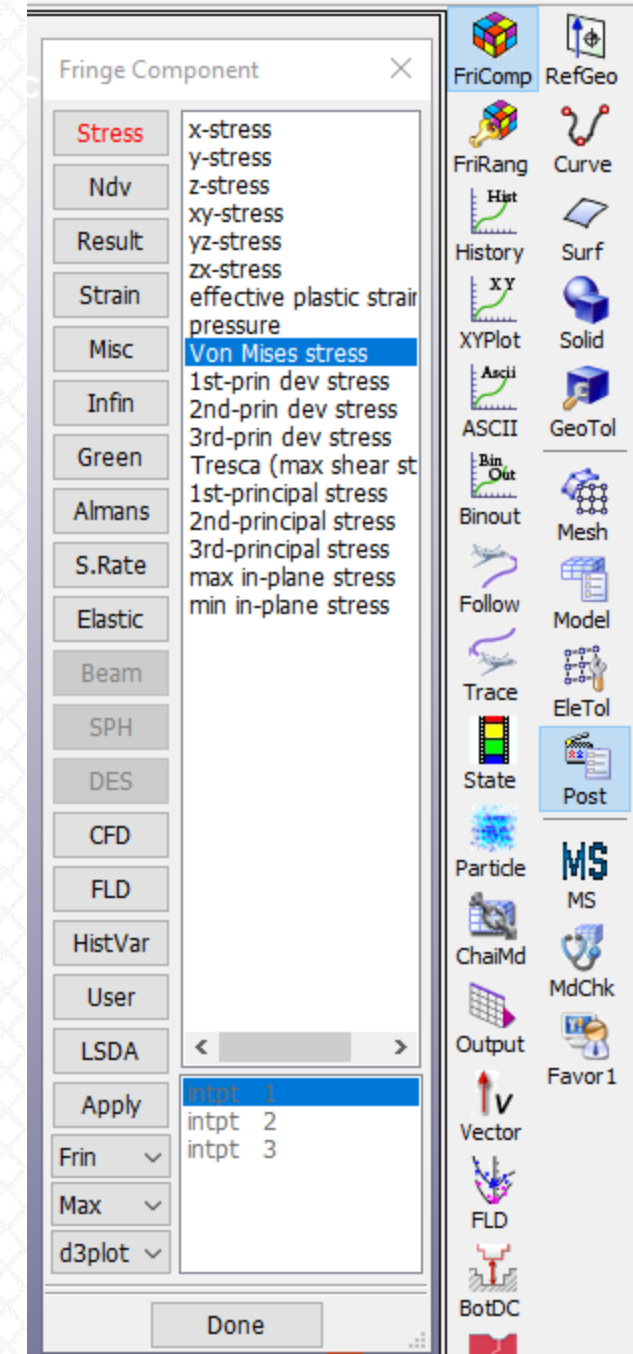 Fringe Component
Stress
Ndv
Result
Strain
Misc
Infin
Green
Almans
S.Rate
Elastic
Beam
SPH
DES
CFD
FLD
HistVar
User
LSDA
Apply
Frin
Max
d3plot
x-stress
y-stress
z-stress
xy-stress
yz-stress
zx-stress
effective plastic strain
pressure
Von Mises stress
1st-prin dev stress
2nd-prin dev stress
3rd-prin dev stress
Tresca (max shear st
1st-principal stress
2nd-principal stress
3rd-principal stress
max in-plane stress
min in-plane stress
intpt 1
intpt 2
intpt 3
Done
FriComp
FriRang
Hist
History
XY
XYPlot
Ascii
ASCII
Bin
Out
Binout
Follow
Trace
State
Particle
ChaiMd
Output
V
Vector
FLD
BotDC
RefGeo
Curve
Surf
Solid
GeoTol
Mesh
Model
EleTol
Post
MS
MS
MdChk
Favor1